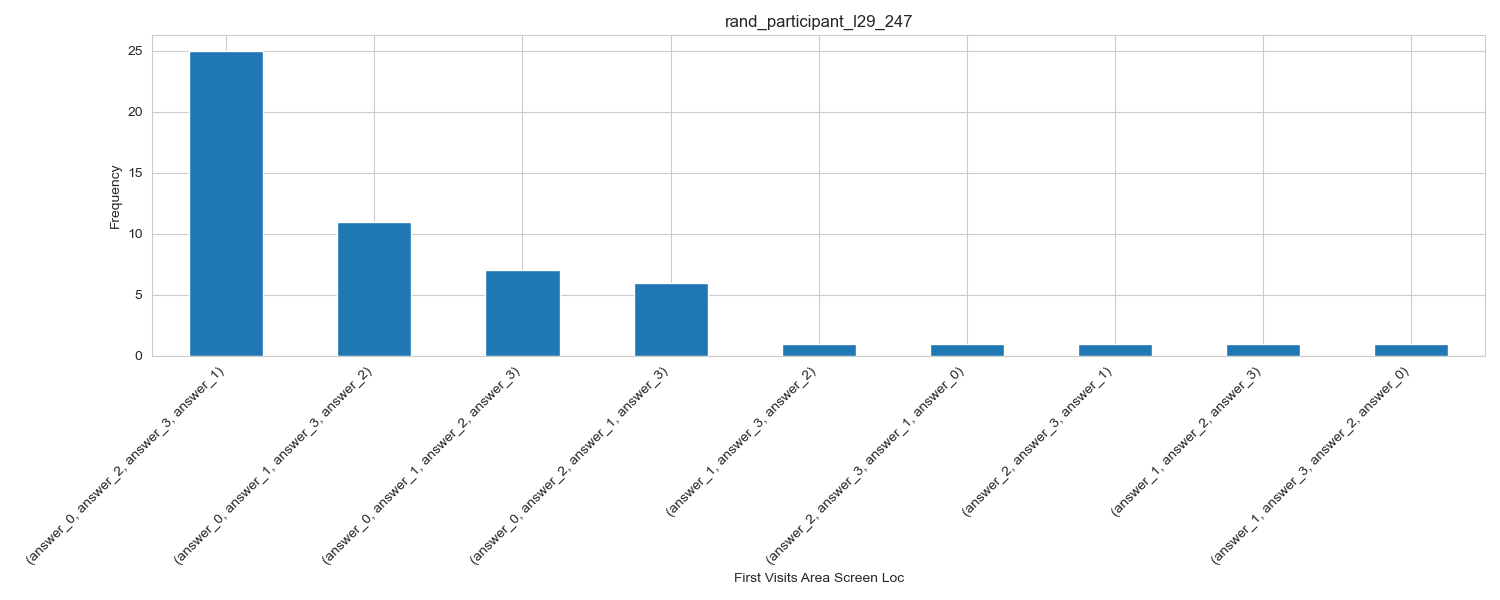 rand_participant_l29_247
25
20
15
10
5
0
Frequency
(answer_0, answer_2, answer_3, answer_1)
(answer_0, answer_1, answer_3, answer_2)
(answer_0, answer_1, answer_2, answer_3)
(answer_0, answer_2, answer_1, answer_3)
(answer_1, answer_3, answer_2)
(answer_2, answer_3, answer_1, answer_0)
(answer_2, answer_3, answer_1)
(answer_1, answer_2, answer_3)
(answer_1, answer_3, answer_2, answer_0)
First Visits Area Screen Loc